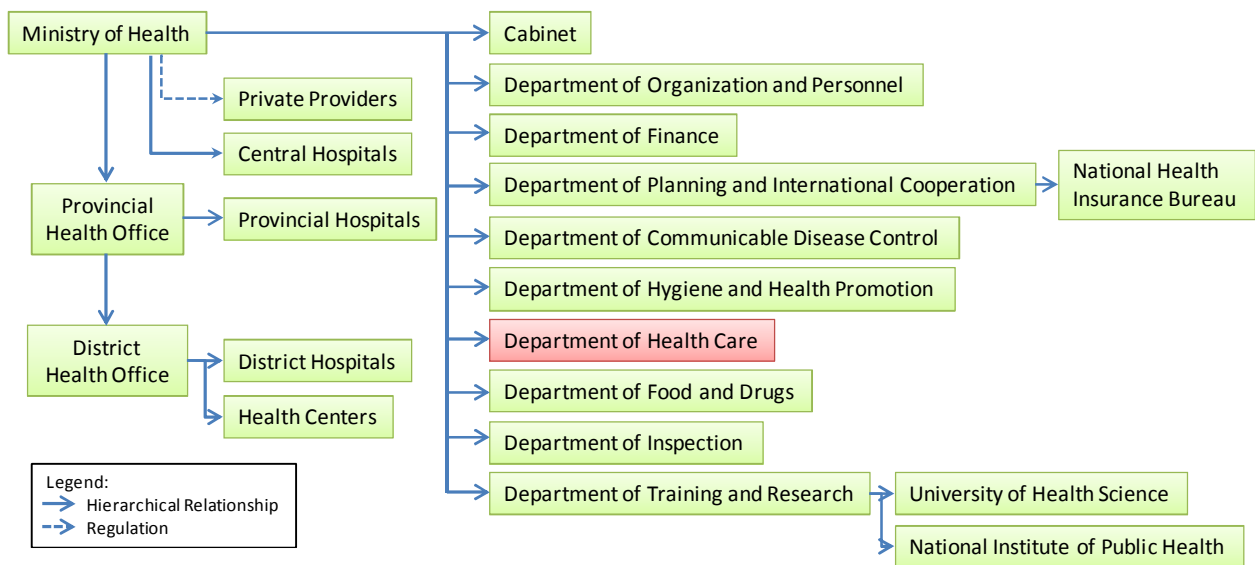 Ministry of Health
Private Providers
Central Hospitals
Provincial
Health Office
Provincial Hospitals
District
Health Office
District Hospitals
Health Centers
Cabinet
Department of Organization and Personnel
Department of Finance
Department of Planning and International Cooperation
National Health
Insurance Bureau
Department of Communicable Disease Control
Department of Hygiene and Health Promotion
Department of Health Care
Department of Food and Drugs
Department of Inspection
Department of Training and Research
University of Health Science
National Institute of Public Health
Legend:
Hierarchical Relationship
Regulation